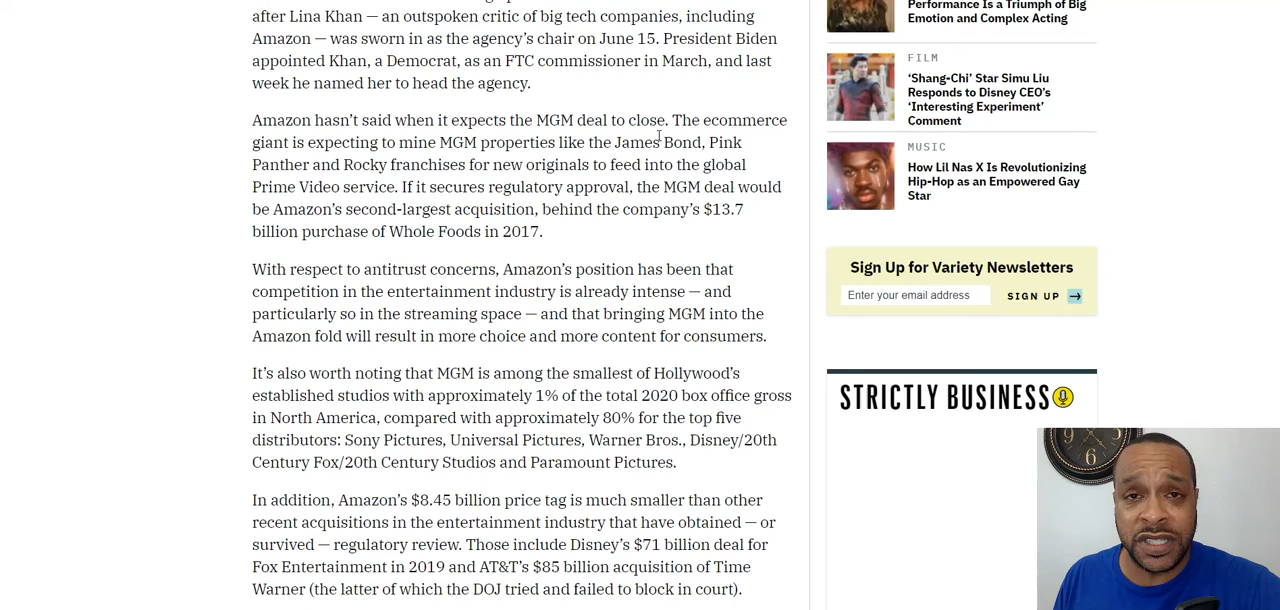 after Lina Khan — an outspoken critic of big tech companies, including
Amazon — was sworn in as the agency's chair on June 15. President Biden
appointed Khan, a Democrat, as an FTC commissioner in March, and last
week he named her to head the agency.
Amazon hasn't said when it expects the MGM deal to close. The ecommerce
giant is expecting to mine MGM properties like the James Bond, Pink
Panther and Rocky franchises for new originals to feed into the global
Prime Video service. If it secures regulatory approval, the MGM deal would
be Amazon's second-largest acquisition, behind the company's $13.7
billion purchase of Whole Foods in 2017.
With respect to antitrust concerns, Amazon's position has been that
competition in the entertainment industry is already intense — and
particularly so in the streaming space — and that bringing MGM into the
Amazon fold will result in more choice and more content for consumers.
It's also worth noting that MGM is among the smallest of Hollywood's
established studios with approximately 1% of the total 2020 box office gross
in North America, compared with approximately 80% for the top five
distributors: Sony Pictures, Universal Pictures, Warner Bros., Disney/20th
Century Fox/20th Century Studios and Paramount Pictures.
In addition, Amazon's $8.45 billion price tag is much smaller than other
recent acquisitions in the entertainment industry that have obtained — or
survived — regulatory review. Those include Disney's $71 billion deal for
Fox Entertainment in 2019 and AT&T's $85 billion acquisition of Time
Warner (the latter of which the DOJ tried and failed to block in court).
Performance Is a Triumph of Big
Emotion and Complex Acting
FILM
'Shang-Chi' Star Simu Liu
Responds to Disney CEO's
'Interesting Experiment'
Comment
MUSIC
How Lil Nas X Is Revolutionizing
Hip-Hop as an Empowered Gay
Star
Sign Up for Variety Newsletters
Enter your email address
SIGN UP →
STRICTLY BUSINESS
9 8 7 6 5 4 3